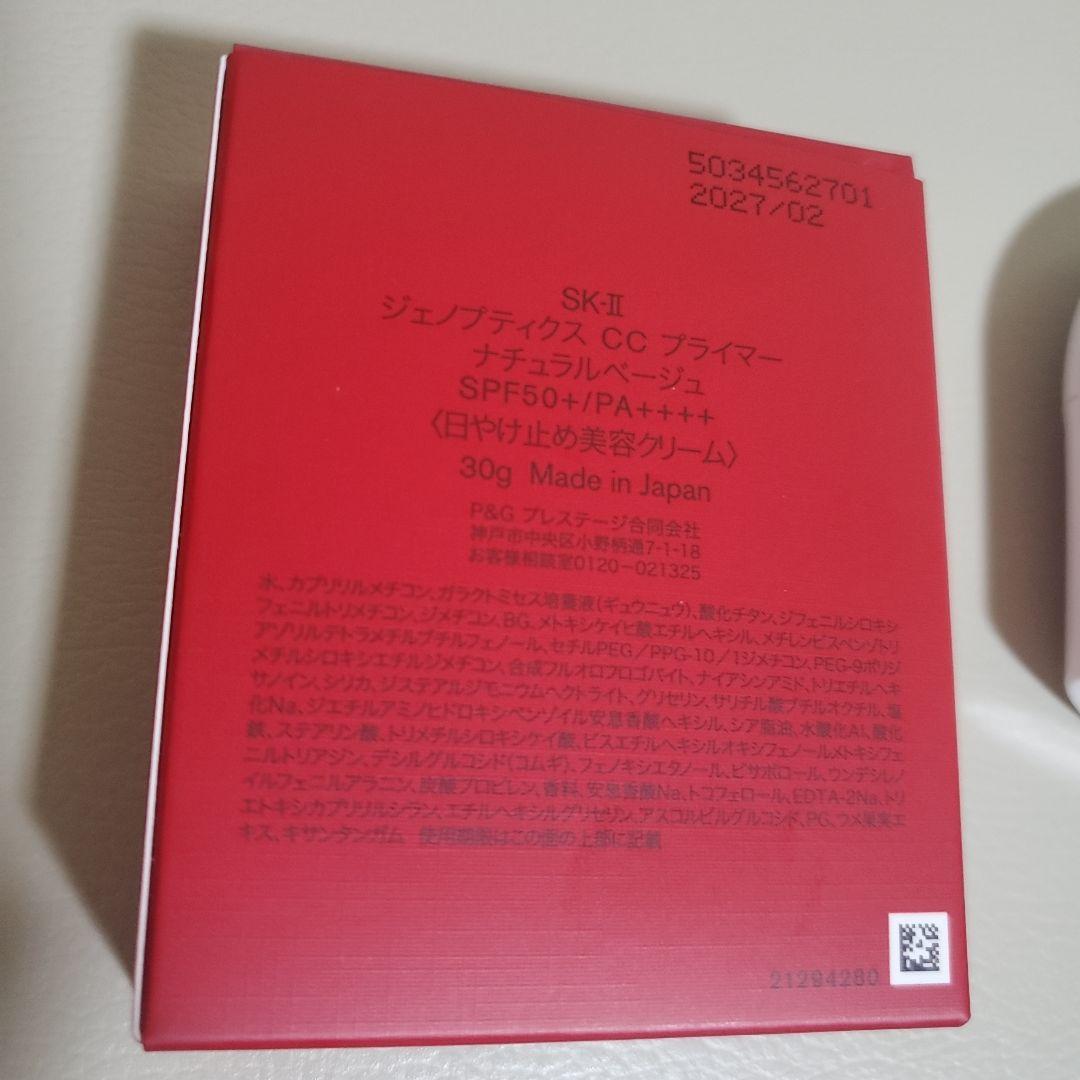 5034562701
2027/02
SK-II
ジェノプティクス CC プライマー
ナチュラルベージュ
SPF50+/PA++++
〈日やけ止め美容クリーム〉
30g Made in Japan
P&G プレステージ合同会社
神戸市中央区小野柄通7-1-18
お客様相談室0120-021325
水、カプリリルメチコン、ガラクトミセス培養液(ギュウニュウ)、酸化チタン、ジフェニルシロキシ
フェニルトリメチコン、ジメチコン、BG、メトキシケイヒ酸エチルヘキシル、メチレンビスベンゾトリ
アゾリルテトラメチルブチルフェノール、セチルPEG/PPG-10/1ジメチコン、PEG-9ポリジ
メチルシロキシエチルジメチコン、合成フルオロフロゴパイト、ナイアシンアミド、トリエチルヘキ
サノイン、シリカ、ジステアルジモニウムヘクトライト、グリセリン、サリチル酸ブチルオクチル、塩
化Na、ジエチルアミノヒドロキシベンゾイル安息香酸ヘキシル、シア脂油、水酸化Al、酸化
鉄、ステアリン酸、トリメチルシロキシケイ酸、ビスエチルヘキシルオキシフェノールメトキシフェ
ニルトリアジン、デシルグルコシド(コムギ)、フェノキシエタノール、ビサボロール、ウンデシレノ
イルフェニルアラニン、炭酸プロピレン、香料、安息香酸Na、トコフェロール、EDTA-2Na、トリ
エトキシカプリリルシラン、エチルヘキシルグリセリン、アスコルビルグルコシド、PG、ウメ果実エ
キス、キサンタンガム 使用期限はこの面の上部に記載
21294280